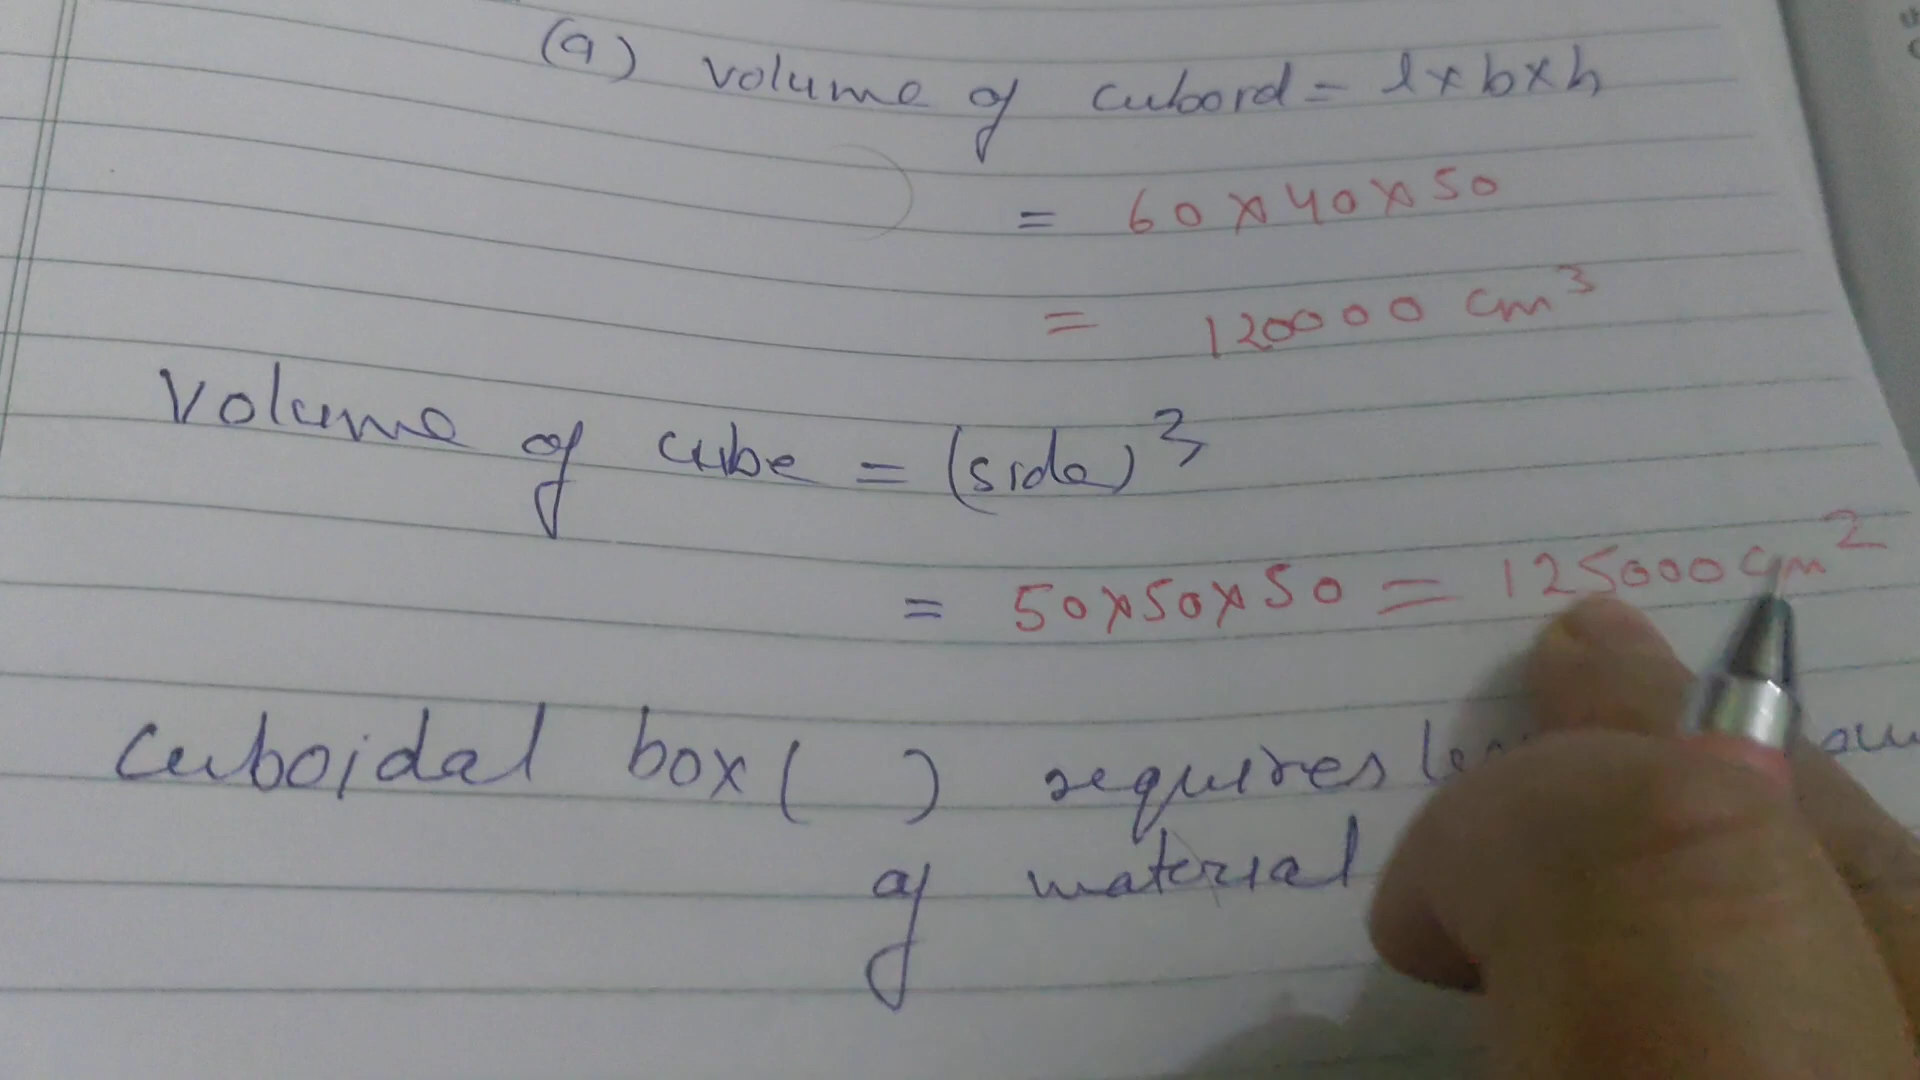 (a) Volume of cuboid = l x b x h
= 60 x 40 x 50
= 120000 cm³
Volume of cube = (side)³
= 50 x 50 x 50 = 125000 cm²
Cuboidal box ( ) requires
of material